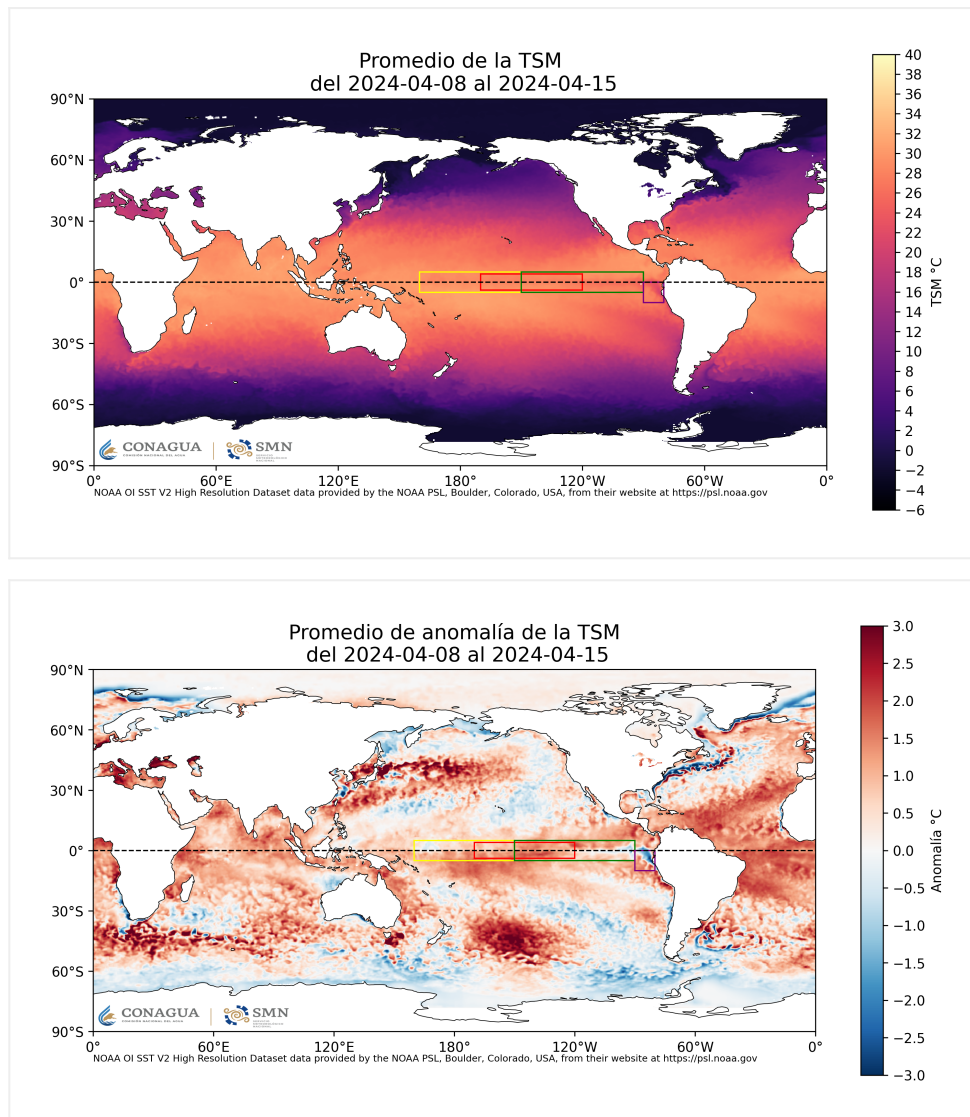 Promedio de la TSM
del 2024-04-08 al 2024-04-15
90°N
60°N
30°N
0°
30°S
60°S
90°S
0°
60°E
120°E
180°
120°W
60°W
0°
40
38
36
34
32
30
28
26
24
22
20
18
16
14
12
10
8
6
4
2
0
−2
−4
−6
TSM °C
CONAGUA
COMISIÓN NACIONAL DEL AGUA
SMN
NOAA OI SST V2 High Resolution Dataset data provided by the NOAA PSL, Boulder, Colorado, USA, from their website at https://psl.noaa.gov
Promedio de anomalía de la TSM
del 2024-04-08 al 2024-04-15
90°N
60°N
30°N
0°
30°S
60°S
90°S
0°
60°E
120°E
180°
120°W
60°W
0°
3.0
2.5
2.0
1.5
1.0
0.5
0.0
−0.5
−1.0
−1.5
−2.0
−2.5
−3.0
Anomalía °C
CONAGUA
COMISIÓN NACIONAL DEL AGUA
SMN
NOAA OI SST V2 High Resolution Dataset data provided by the NOAA PSL, Boulder, Colorado, USA, from their website at https://psl.noaa.gov